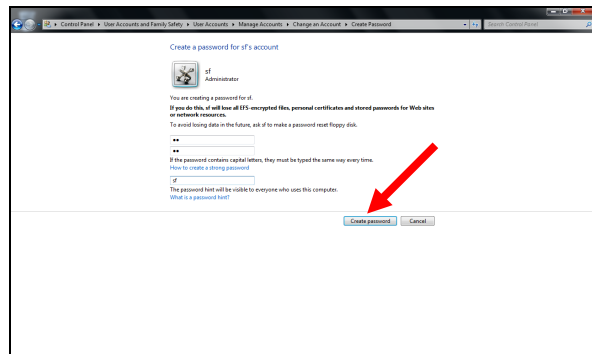 Control Panel ▸ User Accounts and Family Safety ▸ User Accounts ▸ Manage Accounts ▸ Change an Account ▸ Create Password
Search Control Panel
Create a password for sf's account
sf
Administrator
You are creating a password for sf.
If you do this, sf will lose all EFS-encrypted files, personal certificates and stored passwords for Web sites
or network resources.
To avoid losing data in the future, ask sf to make a password reset floppy disk.
••
••
If the password contains capital letters, they must be typed the same way every time.
How to create a strong password
sf
The password hint will be visible to everyone who uses this computer.
What is a password hint?
Create password
Cancel